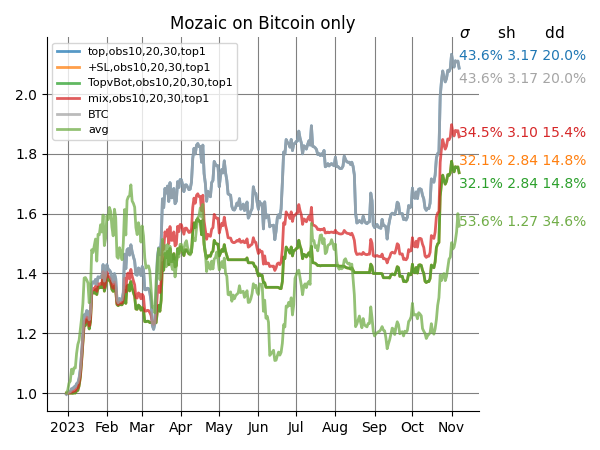 Mozaic on Bitcoin only
σ sh dd
top,obs10,20,30,top1
+SL,obs10,20,30,top1
TopvBot,obs10,20,30,top1
mix,obs10,20,30,top1
BTC
avg
43.6% 3.17 20.0%
43.6% 3.17 20.0%
34.5% 3.10 15.4%
32.1% 2.84 14.8%
32.1% 2.84 14.8%
53.6% 1.27 34.6%
2.0
1.8
1.6
1.4
1.2
1.0
2023 Feb Mar Apr May Jun Jul Aug Sep Oct Nov